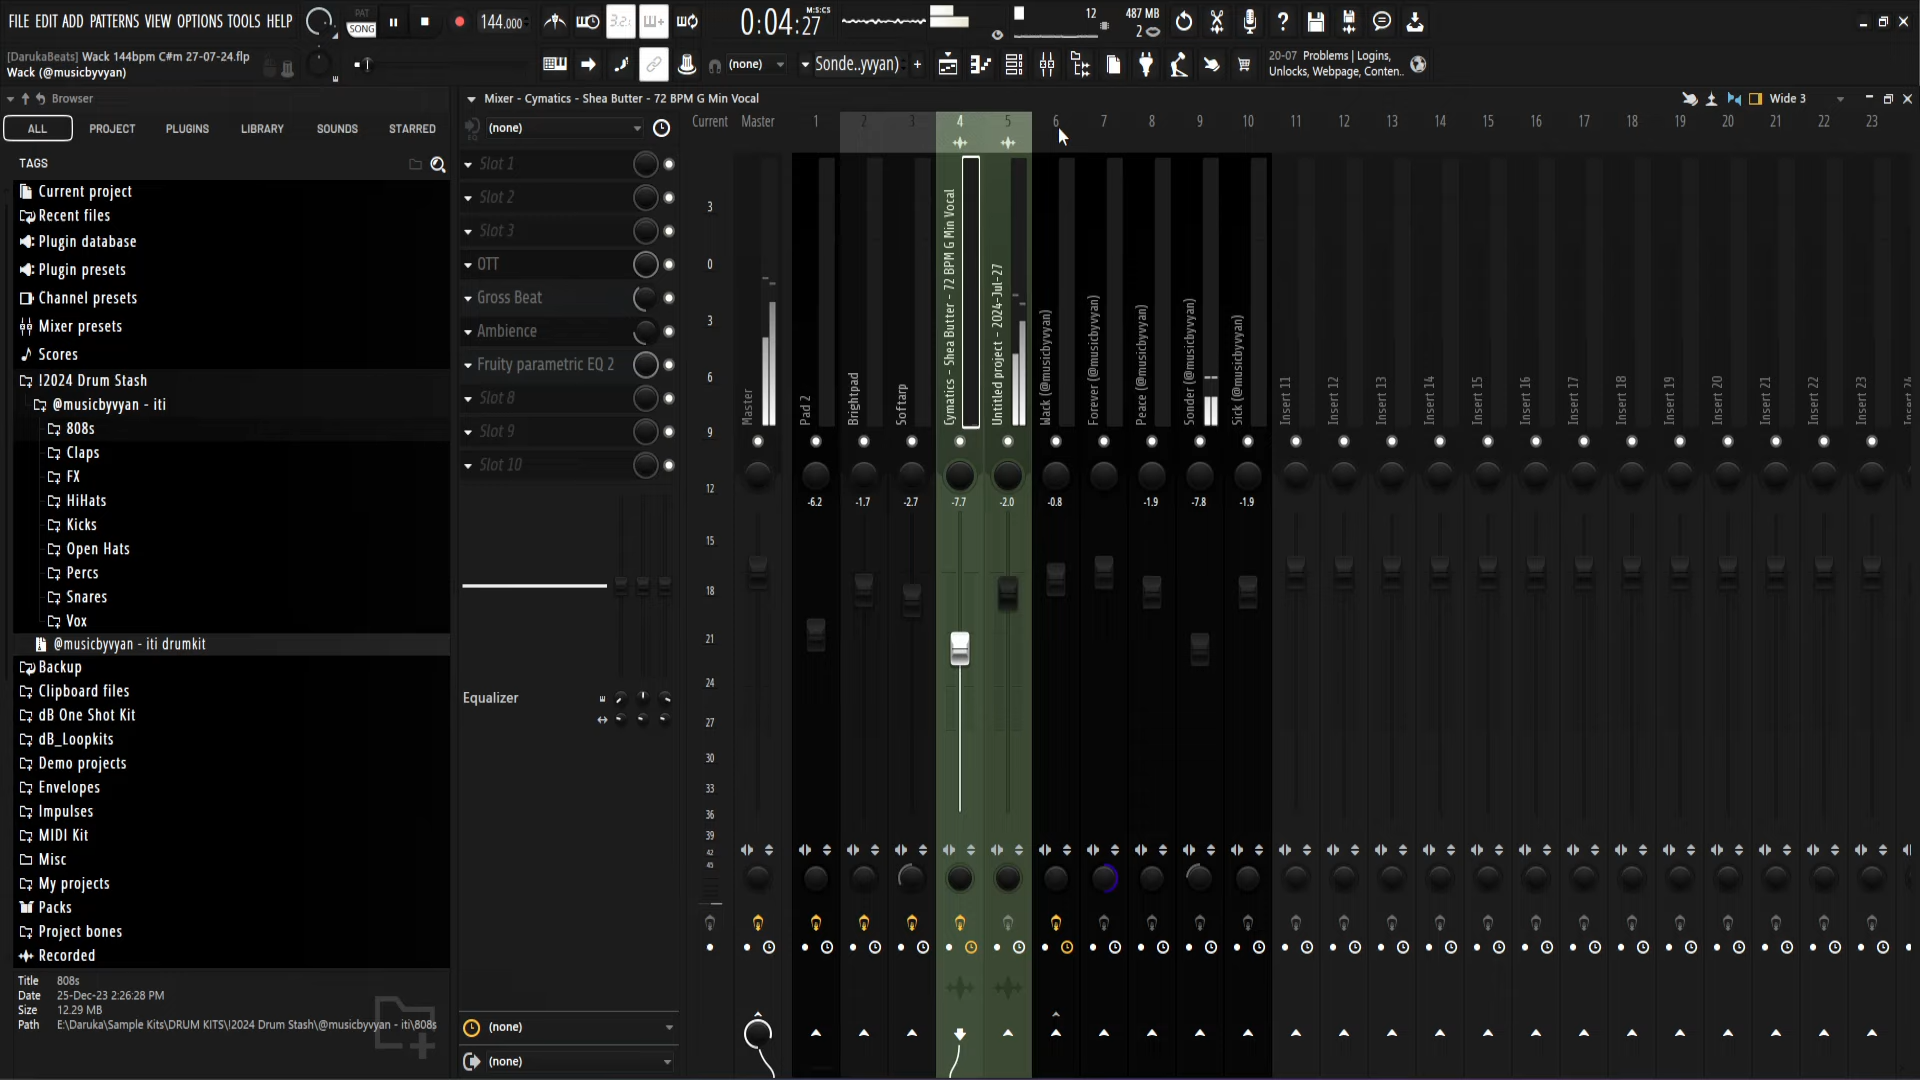 FILE EDIT ADD PATTERNS VIEW OPTIONS TOOLS HELP
PAT
SONG
144.000
3.2:
0:04:27
M:S:CS
12
487 MB
2
[DarukaBeats] Wack 144bpm C#m 27-07-24.flp
Wack (@musicbyvyan)
(none)
Sonde..yyan)
20-07 Problems | Logins,
Unlocks, Webpage, Conten..
Browser
ALL
PROJECT
PLUGINS
LIBRARY
SOUNDS
STARRED
TAGS
Current project
Recent files
Plugin database
Plugin presets
Channel presets
Mixer presets
Scores
!2024 Drum Stash
@musicbyvyan - iti
808s
Claps
FX
HiHats
Kicks
Open Hats
Percs
Snares
Vox
@musicbyvyan - iti drumkit
Backup
Clipboard files
dB One Shot Kit
dB_Loopkits
Demo projects
Envelopes
Impulses
MIDI Kit
Misc
My projects
Packs
Project bones
Recorded
Title 808s
Date 25-Dec-23 2:26:28 PM
Size 12.29 MB
Path E:\Daruka\Sample Kits\DRUM KITS\!2024 Drum Stash\@musicbyvyan - iti\808s
Mixer - Cymatics - Shea Butter - 72 BPM G Min Vocal
Wide 3
(none)
Slot 1
Slot 2
Slot 3
OTT
Gross Beat
Ambience
Fruity parametric EQ 2
Slot 8
Slot 9
Slot 10
Equalizer
(none)
(none)
Current Master 1 2 3 4 5 6 7 8 9 10 11 12 13 14 15 16 17 18 19 20 21 22 23
3
0
3
6
9
12
15
18
21
24
27
30
33
36
39
42
45
Master
Pad 2
Brightpad
Softarp
Cymatics - Shea Butter - 72 BPM G Min Vocal
Untitled project - 2024-Jul-27
Wack (@musicbyvyan)
Forever (@musicbyvyan)
Peace (@musicbyvyan)
Sonder (@musicbyvyan)
Sick (@musicbyvyan)
Insert 11
Insert 12
Insert 13
Insert 14
Insert 15
Insert 16
Insert 17
Insert 18
Insert 19
Insert 20
Insert 21
Insert 22
Insert 23
-6.2 -1.7 -2.7 -7.7 -2.0 -0.8 -1.9 -7.8 -1.9